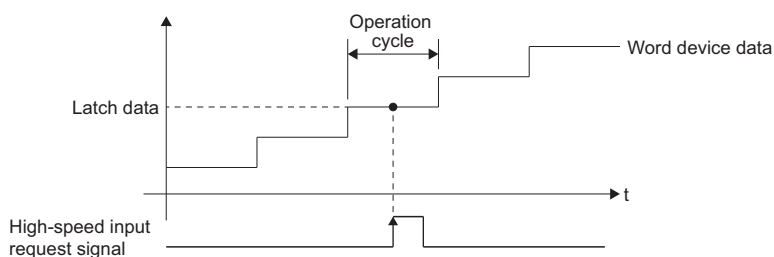 Operation
cycle
Word device data
Latch data
t
High-speed input
request signal